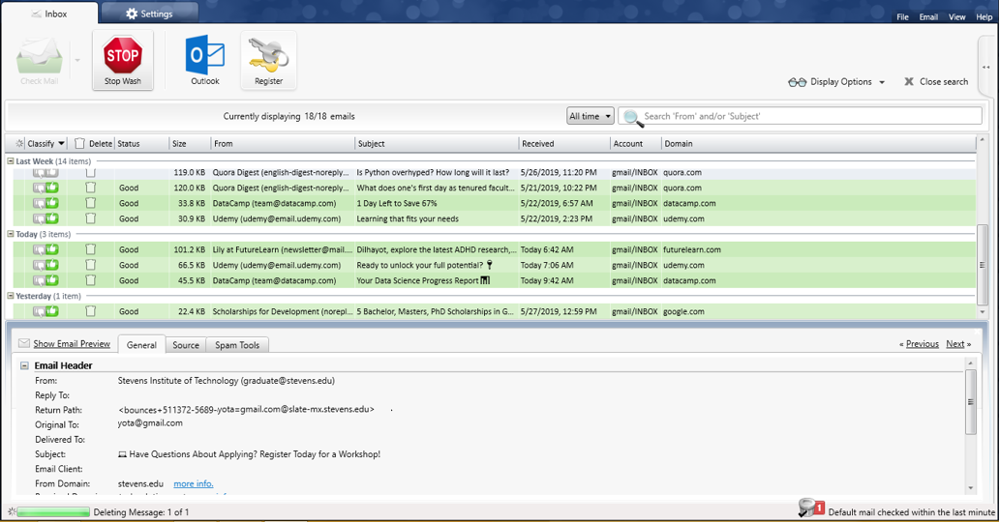 Inbox
Settings
File Email View Help
Check Mail
STOP
Stop Wash
Outlook
Register
Display Options
Close search
Currently displaying 18/18 emails
All time
Search 'From' and/or 'Subject'
Classify Delete Status Size From Subject Received Account Domain
Last Week (14 items)
119.0 KB Quora Digest (english-digest-noreply... Is Python overhyped? How long will it last? 5/26/2019, 11:20 PM gmail/INBOX quora.com
Good 120.0 KB Quora Digest (english-digest-noreply... What does one's first day as tenured facult... 5/21/2019, 10:22 PM gmail/INBOX quora.com
Good 33.8 KB DataCamp (team@datacamp.com) 1 Day Left to Save 67% 5/22/2019, 6:57 AM gmail/INBOX datacamp.com
Good 30.9 KB Udemy (udemy@email.udemy.com) Learning that fits your needs 5/22/2019, 2:23 PM gmail/INBOX udemy.com
Today (3 items)
Good 101.2 KB Lily at FutureLearn (newsletter@mail.... Dilhayot, explore the latest ADHD research,... Today 6:42 AM gmail/INBOX futurelearn.com
Good 66.5 KB Udemy (udemy@email.udemy.com) Ready to unlock your full potential? Today 7:06 AM gmail/INBOX udemy.com
Good 45.5 KB DataCamp (team@datacamp.com) Your Data Science Progress Report Today 9:42 AM gmail/INBOX datacamp.com
Yesterday (1 item)
Good 22.4 KB Scholarships for Development (norepl... 5 Bachelor, Masters, PhD Scholarships in G... 5/27/2019, 12:59 PM gmail/INBOX google.com
Show Email Preview General Source Spam Tools « Previous Next »
Email Header
From: Stevens Institute of Technology (graduate@stevens.edu)
Reply To:
Return Path: <bounces+511372-5689-yota=gmail.com@slate-mx.stevens.edu>
Original To: yota@gmail.com
Delivered To:
Subject: Have Questions About Applying? Register Today for a Workshop!
Email Client:
From Domain: stevens.edu more info.
Deleting Message: 1 of 1
1
Default mail checked within the last minute